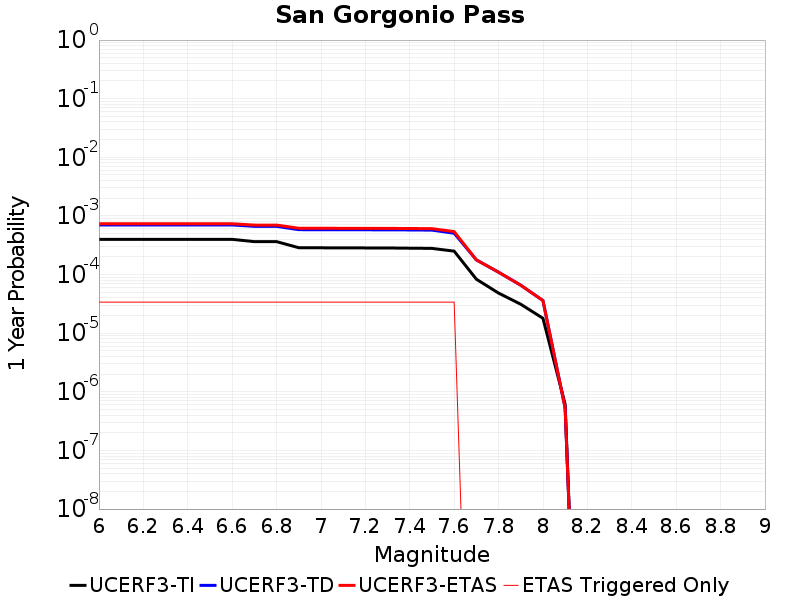 San Gorgonio Pass
1 Year Probability
10^0
10^-1
10^-2
10^-3
10^-4
10^-5
10^-6
10^-7
10^-8
6 6.2 6.4 6.6 6.8 7 7.2 7.4 7.6 7.8 8 8.2 8.4 8.6 8.8 9
Magnitude
UCERF3-TI UCERF3-TD UCERF3-ETAS ETAS Triggered Only